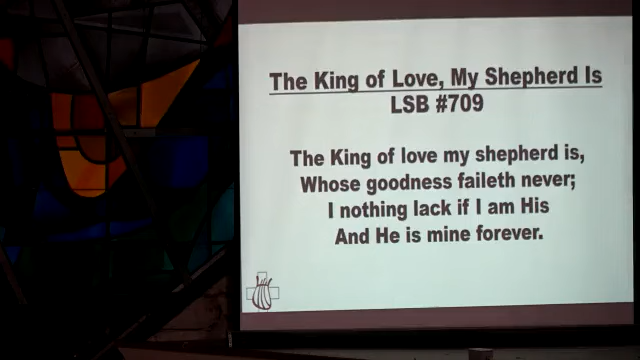 The King of Love, My Shepherd Is
LSB #709
The King of love my shepherd is,
Whose goodness faileth never;
I nothing lack if I am His
And He is mine forever.